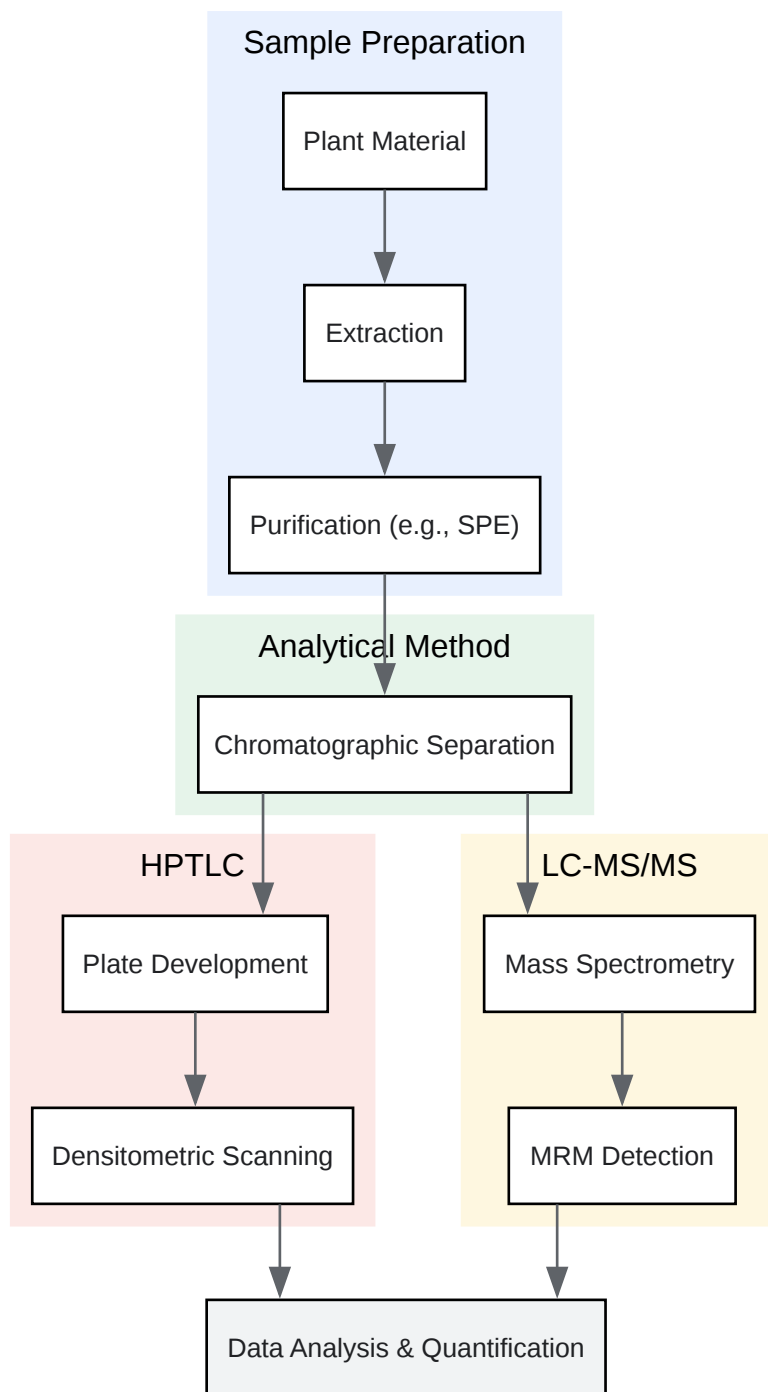 Sample Preparation
Plant Material
Extraction
Purification (e.g., SPE)
Analytical Method
Chromatographic Separation
HPTLC
LC-MS/MS
Plate Development
Mass Spectrometry
Densitometric Scanning
MRM Detection
Data Analysis & Quantification